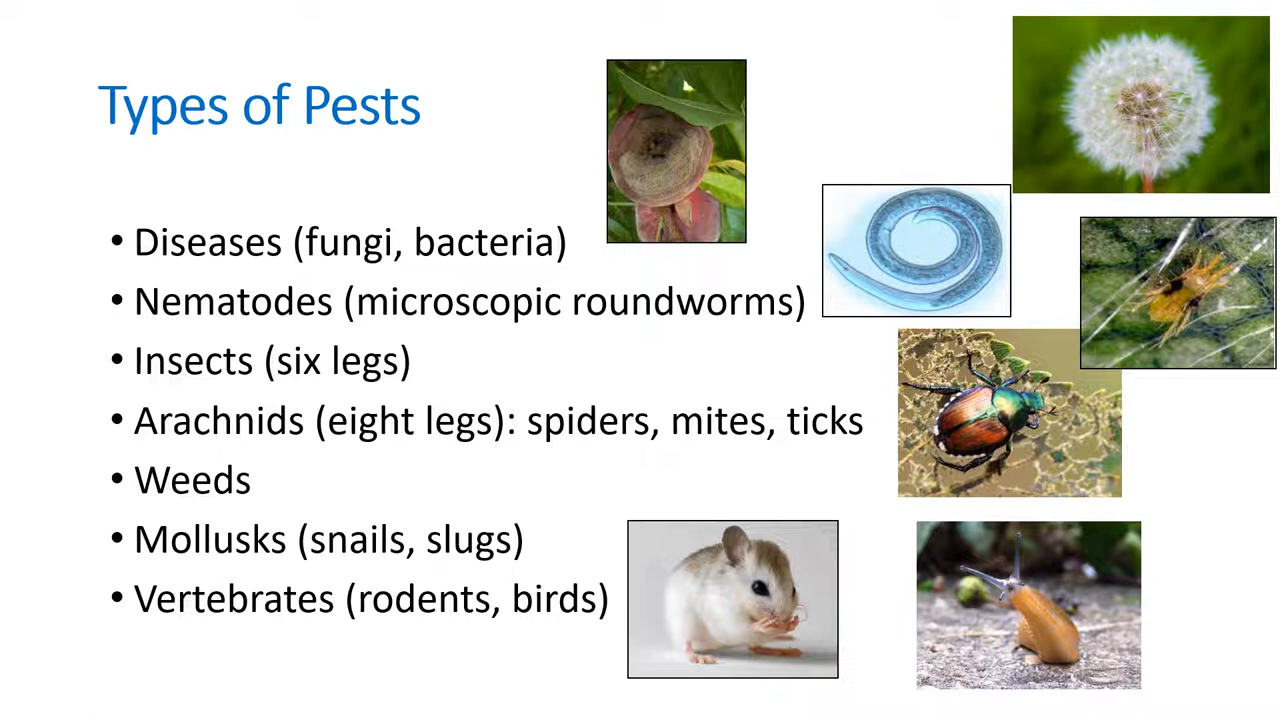 Types of Pests
• Diseases (fungi, bacteria)
• Nematodes (microscopic roundworms)
• Insects (six legs)
• Arachnids (eight legs): spiders, mites, ticks
• Weeds
• Mollusks (snails, slugs)
• Vertebrates (rodents, birds)